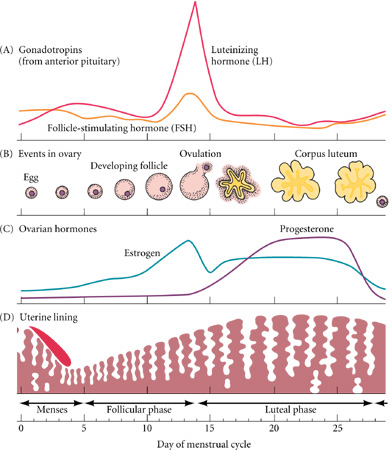 (A) Gonadotropins
(from anterior pituitary)
Luteinizing
hormone (LH)
Follicle-stimulating hormone (FSH)
(B) Events in ovary
Ovulation
Corpus luteum
Developing follicle
Egg
(C) Ovarian hormones
Progesterone
Estrogen
(D) Uterine lining
Menses
Follicular phase
Luteal phase
0 5 10 15 20 25
Day of menstrual cycle